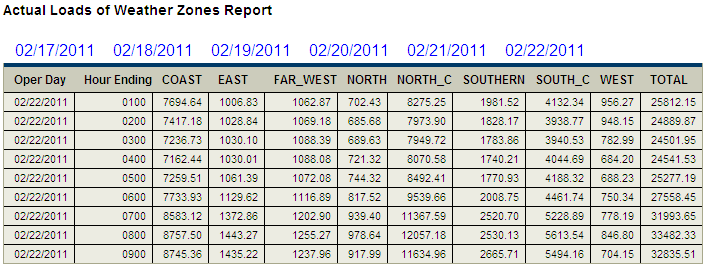 Actual Loads of Weather Zones Report
02/17/2011 02/18/2011 02/19/2011 02/20/2011 02/21/2011 02/22/2011
Oper Day Hour Ending COAST EAST FAR_WEST NORTH NORTH_C SOUTHERN SOUTH_C WEST TOTAL
02/22/2011 0100 7694.64 1006.83 1062.87 702.43 8275.25 1981.52 4132.34 956.27 25812.15
02/22/2011 0200 7417.18 1028.84 1069.18 685.68 7973.90 1828.17 3938.77 948.15 24889.87
02/22/2011 0300 7236.73 1030.10 1088.39 689.63 7949.72 1783.86 3940.53 782.99 24501.95
02/22/2011 0400 7162.44 1030.01 1088.08 721.32 8070.58 1740.21 4044.69 684.20 24541.53
02/22/2011 0500 7259.51 1061.39 1072.08 744.32 8492.41 1770.93 4188.32 688.23 25277.19
02/22/2011 0600 7733.93 1129.62 1116.89 817.52 9539.66 2008.75 4461.74 750.34 27558.45
02/22/2011 0700 8583.12 1372.86 1202.90 939.40 11367.59 2520.70 5228.89 778.19 31993.65
02/22/2011 0800 8757.50 1443.27 1255.27 978.64 12057.18 2530.13 5613.54 846.80 33482.33
02/22/2011 0900 8745.36 1435.22 1237.96 917.99 11634.96 2665.71 5494.16 704.15 32835.51